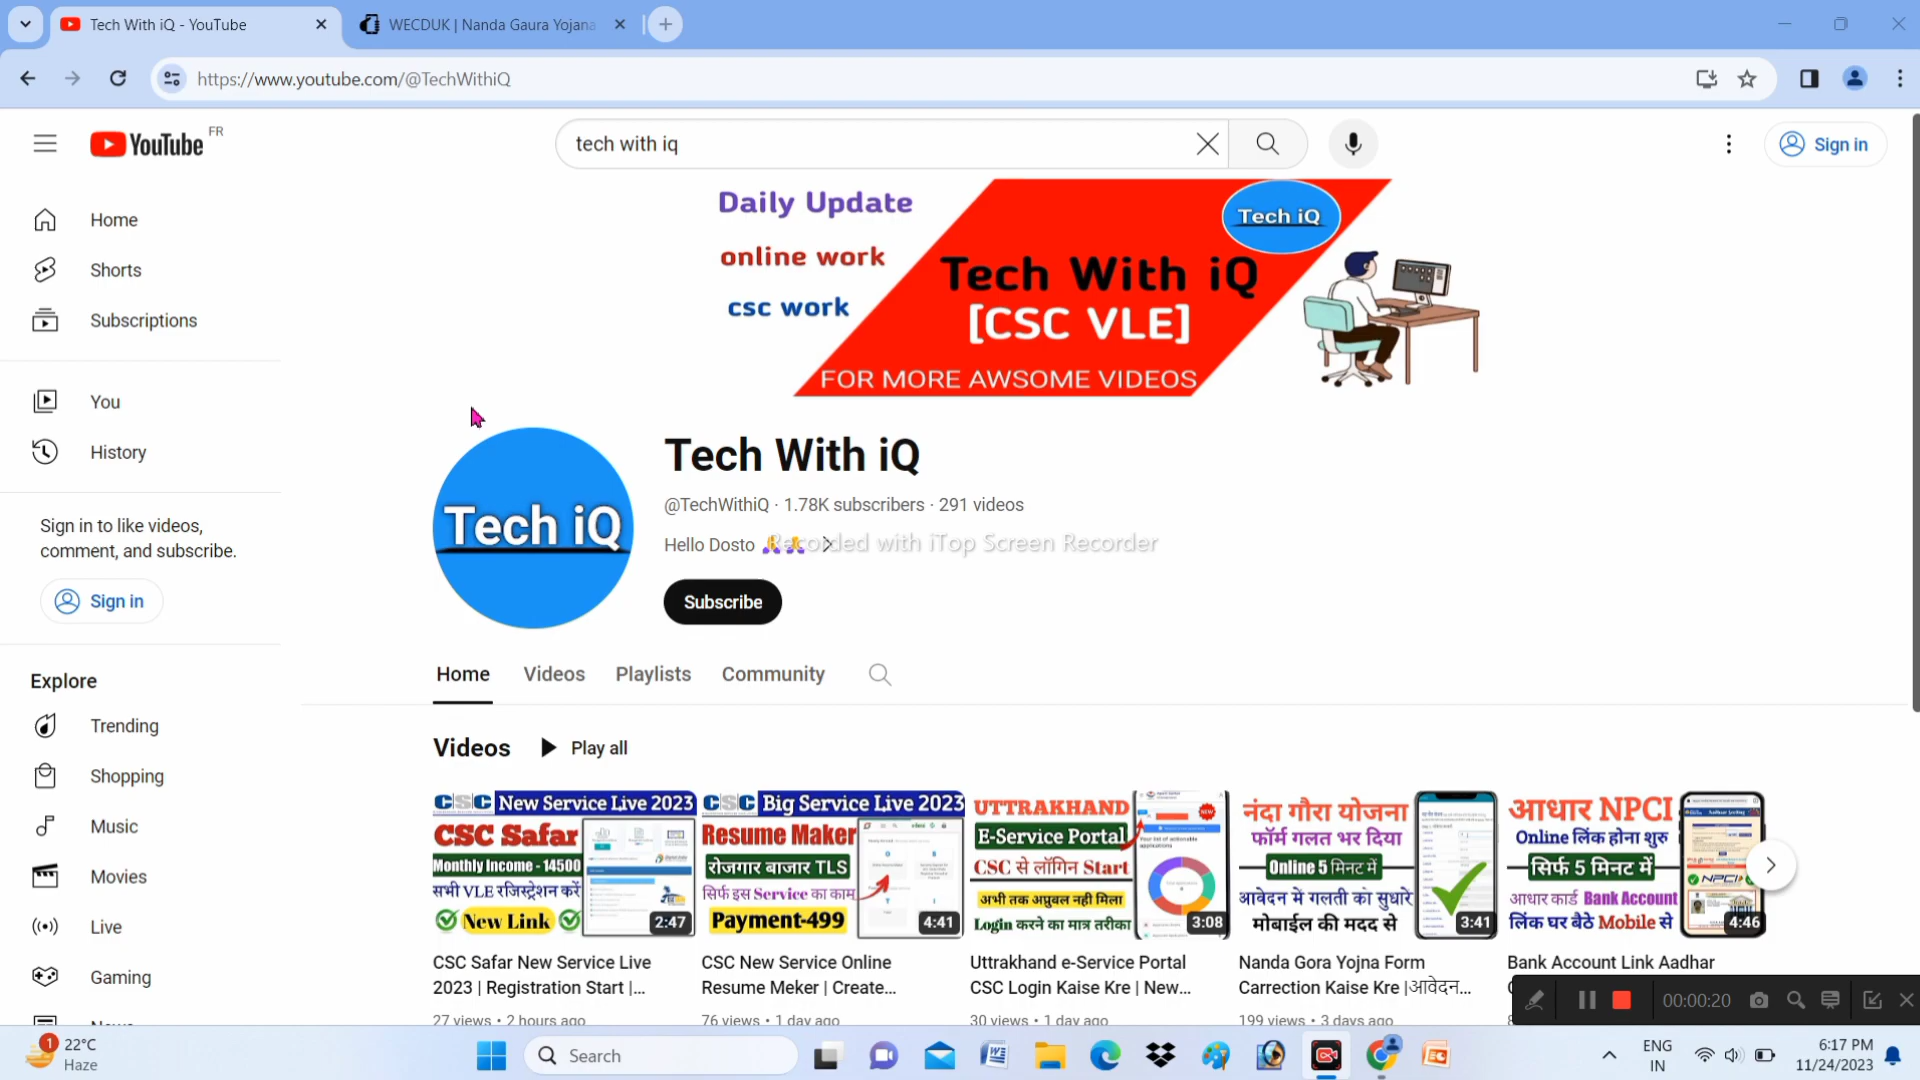 Tech With iQ - YouTube
WECDUK | Nanda Gaura Yojana
https://www.youtube.com/@TechWithiQ
YouTube FR
tech with iq
Sign in
Home
Shorts
Subscriptions
You
History
Sign in to like videos,
comment, and subscribe.
Sign in
Explore
Trending
Shopping
Music
Movies
Live
Gaming
Daily Update
online work
csc work
Tech iQ
Tech With iQ
[CSC VLE]
FOR MORE AWSOME VIDEOS
Tech iQ
Tech With iQ
@TechWithiQ · 1.78K subscribers · 291 videos
Hello Dosto
Recorded with iTop Screen Recorder
Subscribe
Home Videos Playlists Community
Videos Play all
CSC New Service Live 2023
CSC Safar
Monthly Income - 14500
सभी VLE रजिस्ट्रेशन करें
New Link
2:47
CSC Safar New Service Live
2023 | Registration Start |...
27 views • 2 hours ago
CSC Big Service Live 2023
Resume Maker
रोजगार बाजार TLS
सिर्फ इस Service का काम
Payment-499
4:41
CSC New Service Online
Resume Meker | Create...
76 views • 1 day ago
UTTRAKHAND
E-Service Portal
CSC से लॉगिन Start
अभी तक अप्रुबल नही मिला
Login करने का मात्र तरीका
3:08
Uttrakhand e-Service Portal
CSC Login Kaise Kre | New...
30 views • 1 day ago
नंदा गौरा योजना
फॉर्म गलत भर दिया
Online 5 मिनट में
आवेदन में गलती को सुधारे
मोबाईल की मदद से
3:41
Nanda Gora Yojna Form
Carrection Kaise Kre |आवेदन...
199 views • 3 days ago
आधार NPCI
Online लिंक होना शुरु
सिर्फ 5 मिनट में
आधार कार्ड Bank Account
लिंक घर बैठे Mobile से
NPCI
4:46
Bank Account Link Aadhar
00:00:20
1
22°C
Haze
Search
ENG
IN
6:17 PM
11/24/2023